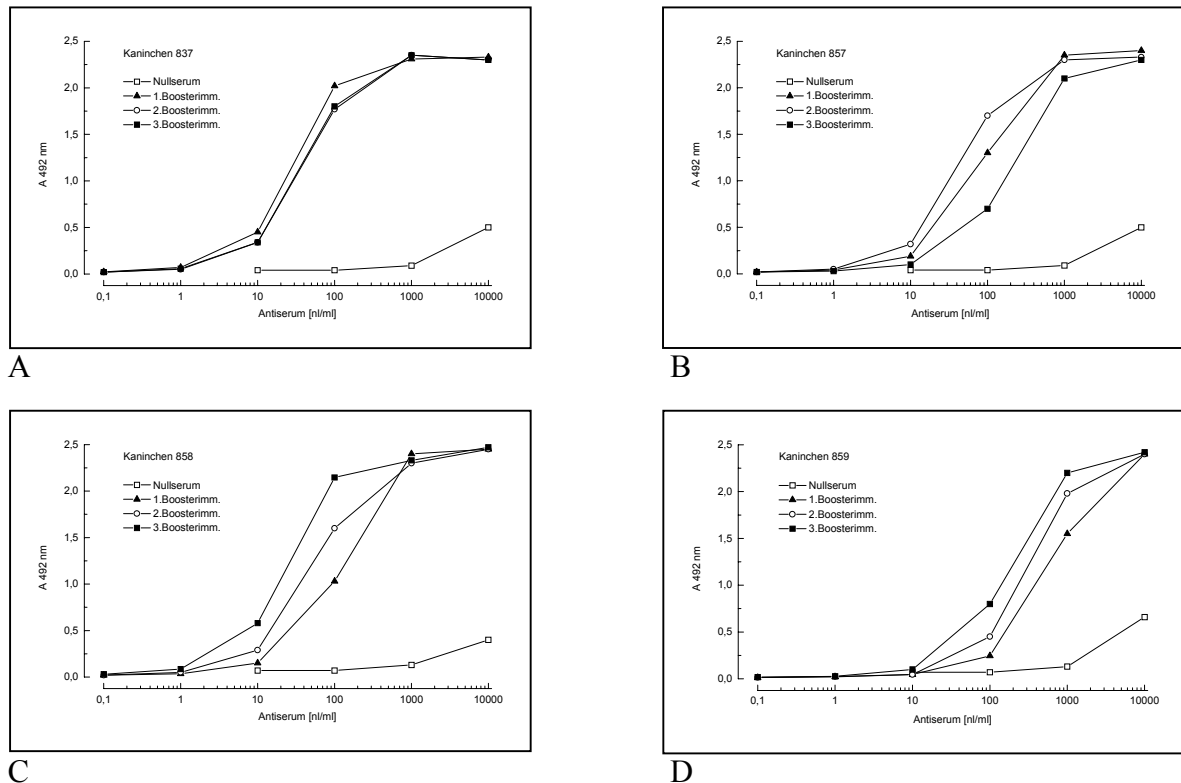 2,5
2,0
1,5
1,0
0,5
0,0
A 492 nm
Kaninchen 837
Nullserum
1.Boosterimm.
2.Boosterimm.
3.Boosterimm.
0,1 1 10 100 1000 10000
Antiserum [nl/ml]
A
2,5
2,0
1,5
1,0
0,5
0,0
A 492 nm
Kaninchen 857
Nullserum
1.Boosterimm.
2.Boosterimm.
3.Boosterimm.
0,1 1 10 100 1000 10000
Antiserum [nl/ml]
B
2,5
2,0
1,5
1,0
0,5
0,0
A 492 nm
Kaninchen 858
Nullserum
1.Boosterimm.
2.Boosterimm.
3.Boosterimm.
0,1 1 10 100 1000 10000
Antiserum [nl/ml]
C
2,5
2,0
1,5
1,0
0,5
0,0
A 492 nm
Kaninchen 859
Nullserum
1.Boosterimm.
2.Boosterimm.
3.Boosterimm.
0,1 1 10 100 1000 10000
Antiserum [nl/ml]
D